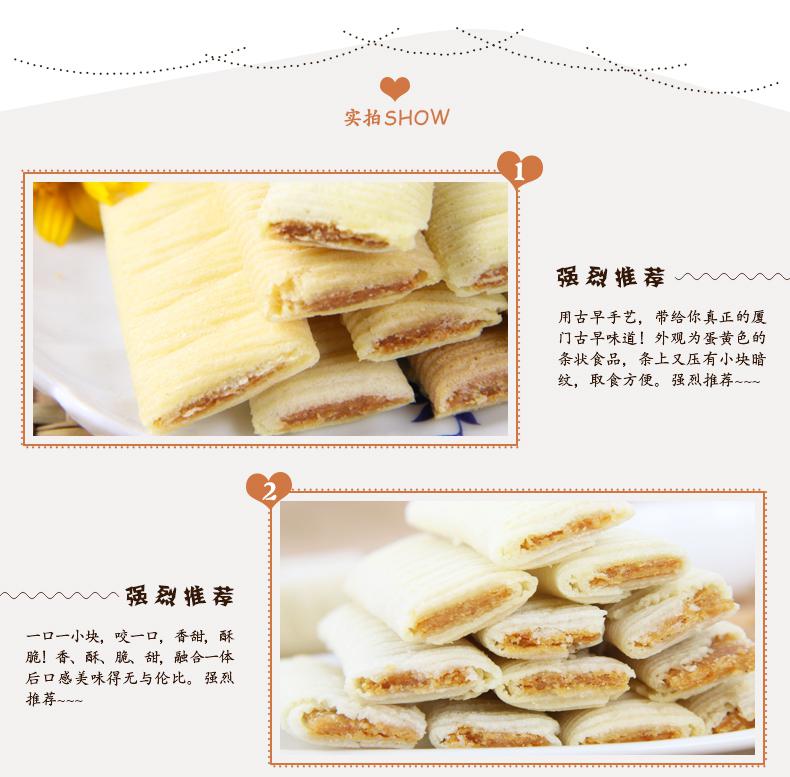 实拍SHOW
1
强烈推荐
用古早手艺，带给你真正的厦
门古早味道！外观为蛋黄色的
条状食品，条上又压有小块暗
纹，取食方便。强烈推荐~~~
2
强烈推荐
一口一小块，咬一口，香甜，酥
脆！香、酥、脆、甜，融合一体
后口感美味得无与伦比。强烈
推荐~~~